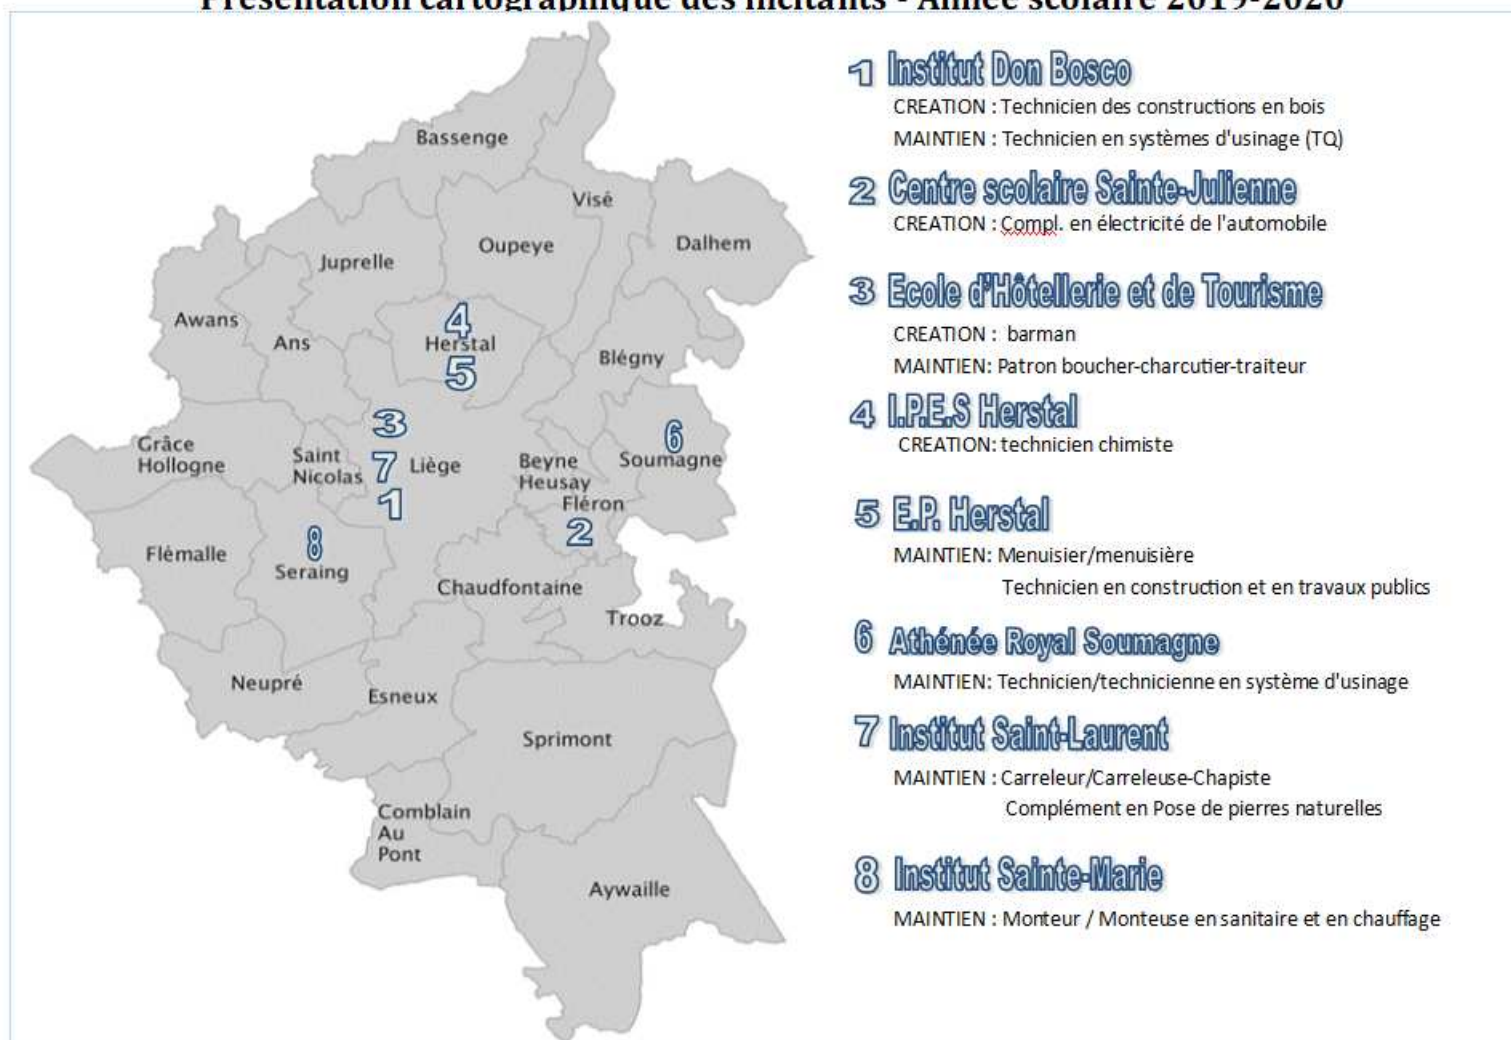 Présentation cartographique des incitants - Année scolaire 2019-2020
Bassenge
Visé
Oupeye
Dalhem
Juprelle
Awans
Ans
4
Herstal
5
Blégny
3
7
1
Liège
Grâce
Hollogne
Saint
Nicolas
Beyne
Heusay
6
Soumagne
Fléron
2
Flémalle
8
Seraing
Chaudfontaine
Trooz
Neupré
Esneux
Sprimont
Comblain
Au
Pont
Aywaille
1 Institut Don Bosco
CREATION : Technicien des constructions en bois
MAINTIEN : Technicien en systèmes d'usinage (TQ)
2 Centre scolaire Sainte-Julienne
CREATION : Compl. en électricité de l'automobile
3 Ecole d'Hôtellerie et de Tourisme
CREATION : barman
MAINTIEN: Patron boucher-charcutier-traiteur
4 I.P.E.S Herstal
CREATION: technicien chimiste
5 E.P. Herstal
MAINTIEN: Menuisier/menuisière
Technicien en construction et en travaux publics
6 Athénée Royal Soumagne
MAINTIEN: Technicien/technicienne en système d'usinage
7 Institut Saint-Laurent
MAINTIEN : Carreleur/Carreleuse-Chapiste
Complément en Pose de pierres naturelles
8 Institut Sainte-Marie
MAINTIEN : Monteur / Monteuse en sanitaire et en chauffage